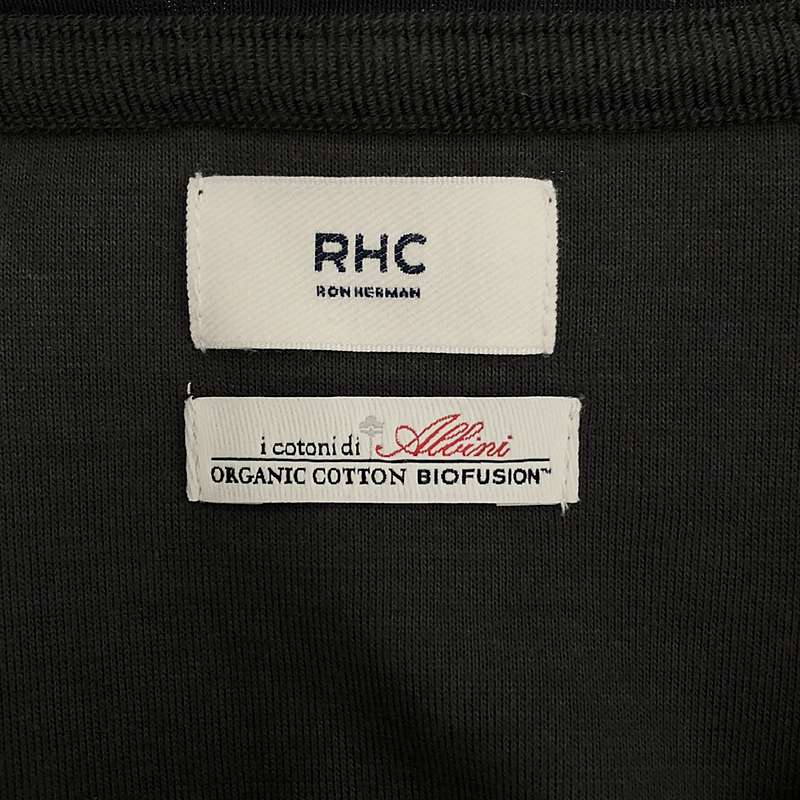 RHC
RON HERMAN
i cotoni di Albini
ORGANIC COTTON BIOFUSION™